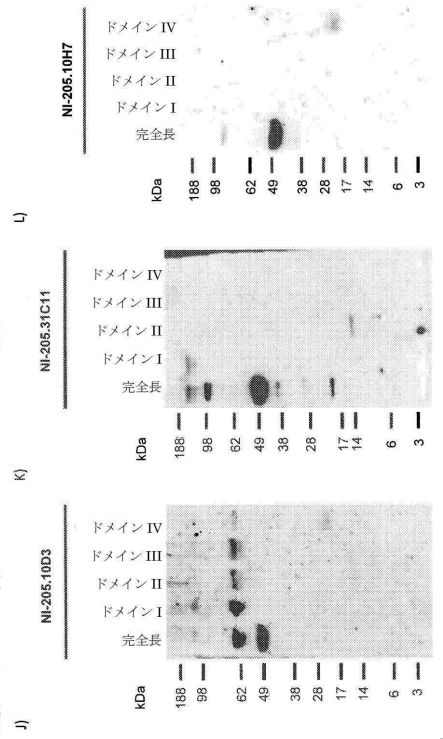 J)
NI-205.10D3
完全長
ドメイン I
ドメイン II
ドメイン III
ドメイン IV
kDa
188
98
62
49
38
28
17
14
6
3
K)
NI-205.31C11
完全長
ドメイン I
ドメイン II
ドメイン III
ドメイン IV
kDa
188
98
62
49
38
28
17
14
6
3
L)
NI-205.10H7
完全長
ドメイン I
ドメイン II
ドメイン III
ドメイン IV
kDa
188
98
62
49
38
28
17
14
6
3